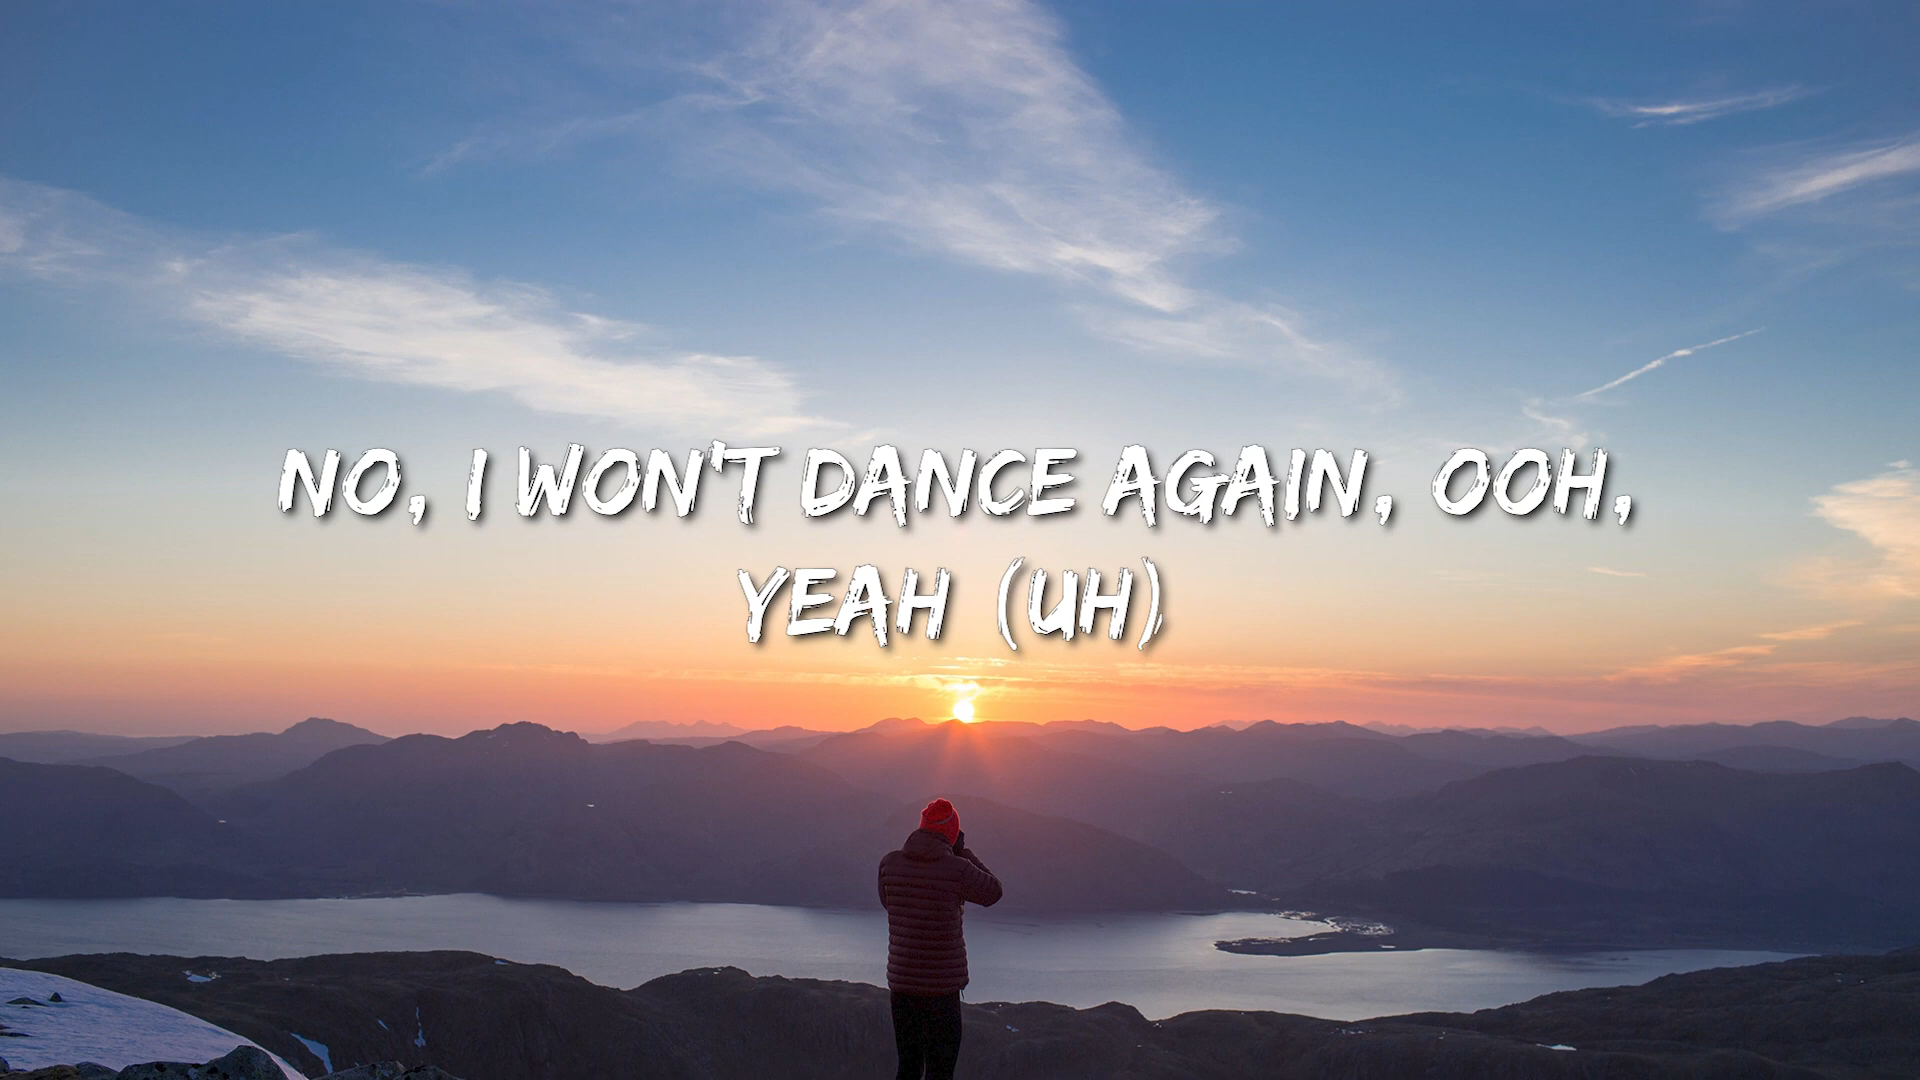 NO, I WON'T DANCE AGAIN, OOH,
YEAH (UH)